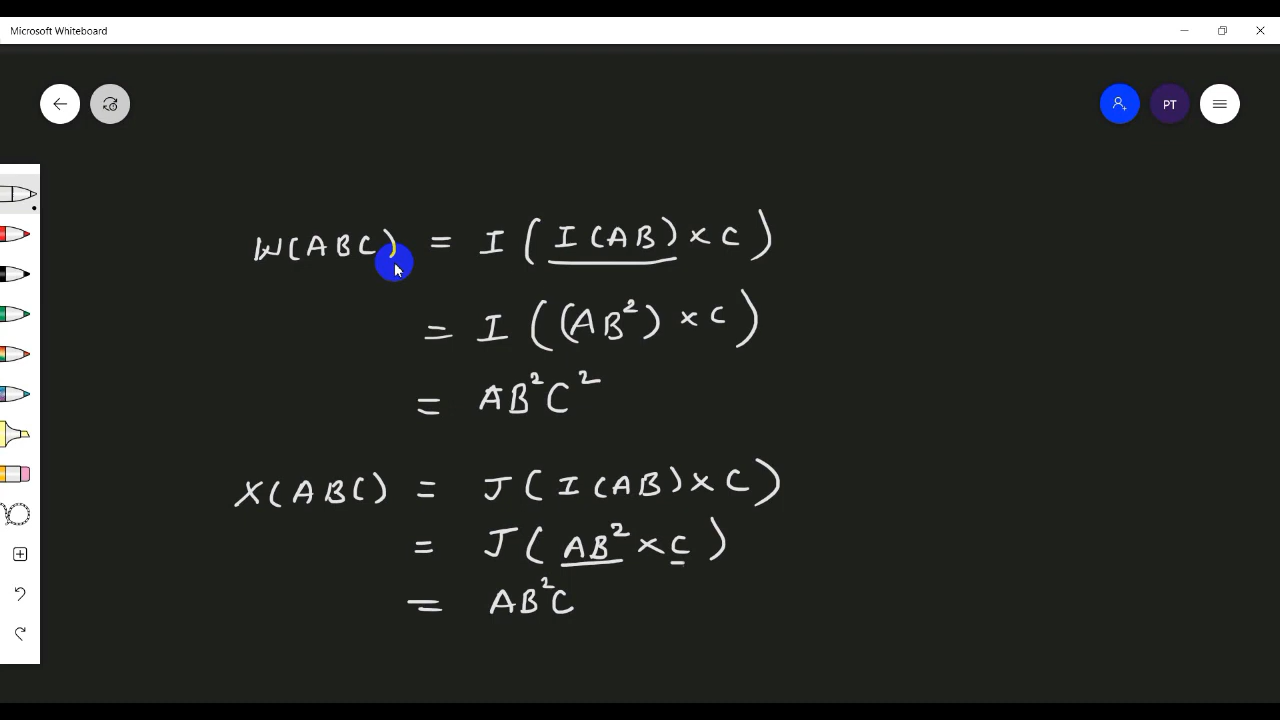 Microsoft Whiteboard
PT
W(ABC) = I(I(AB)×C)
= I((AB²)×C)
= AB²C²
X(ABC) = J(I(AB)×C)
= J(AB²×C)
= AB²C